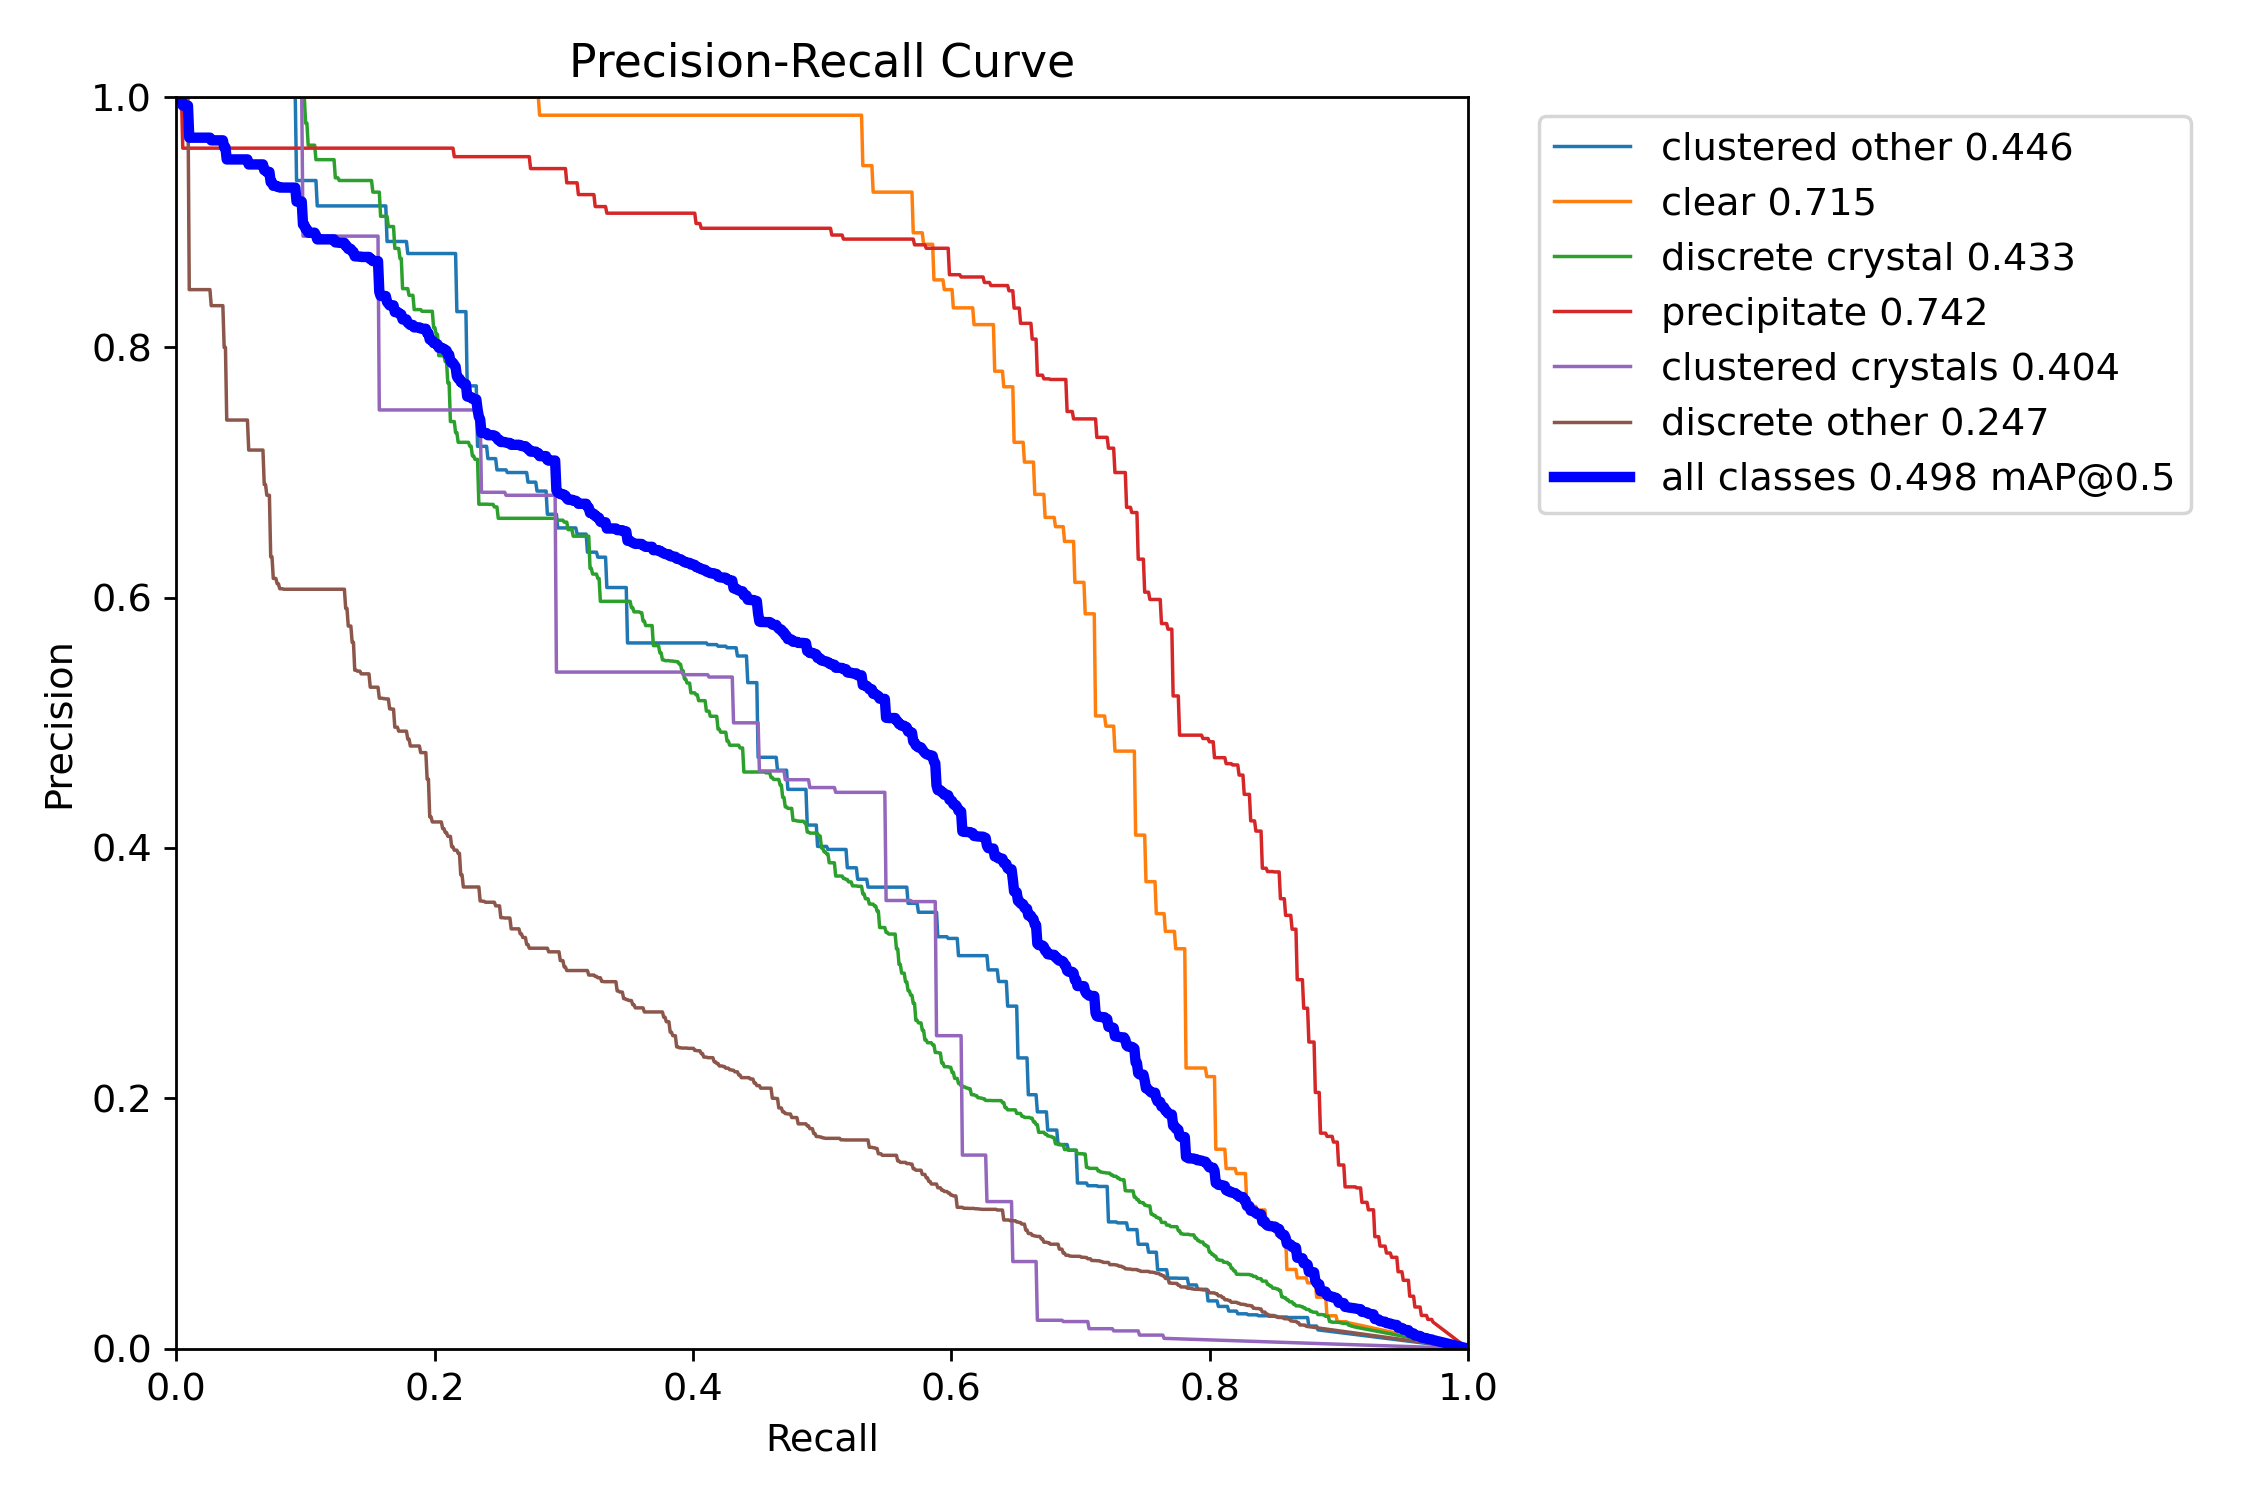 Precision-Recall Curve
1.0
0.8
0.6
0.4
0.2
0.0
Precision
0.0 0.2 0.4 0.6 0.8 1.0
Recall
clustered other 0.446
clear 0.715
discrete crystal 0.433
precipitate 0.742
clustered crystals 0.404
discrete other 0.247
all classes 0.498 mAP@0.5